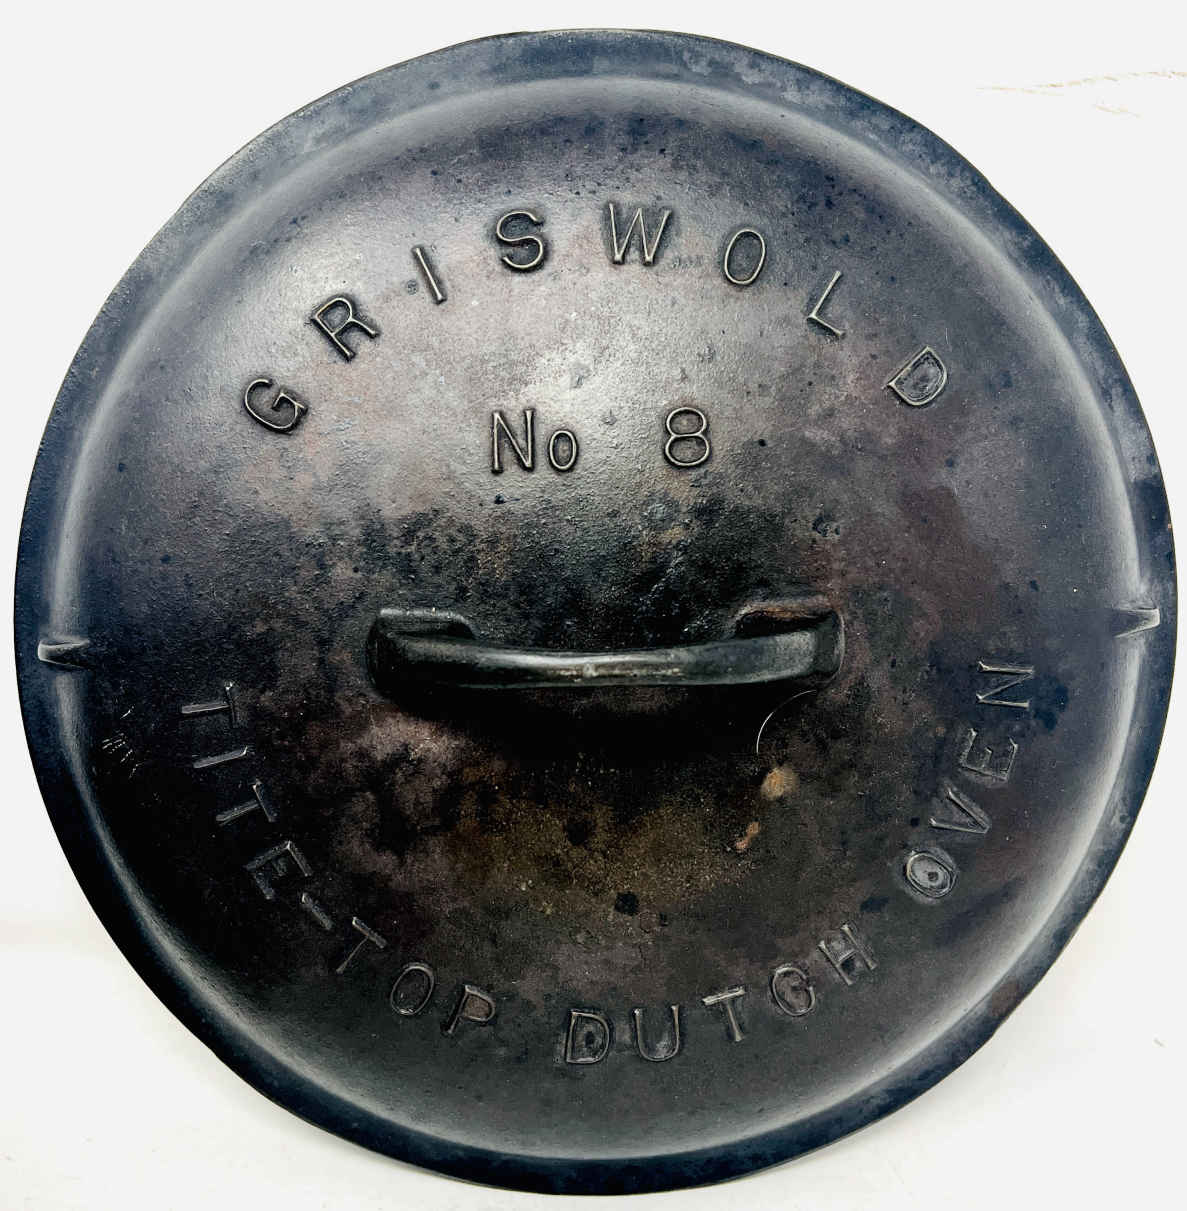 GRISWOLD
No 8
TITE-TOP DUTCH OVEN